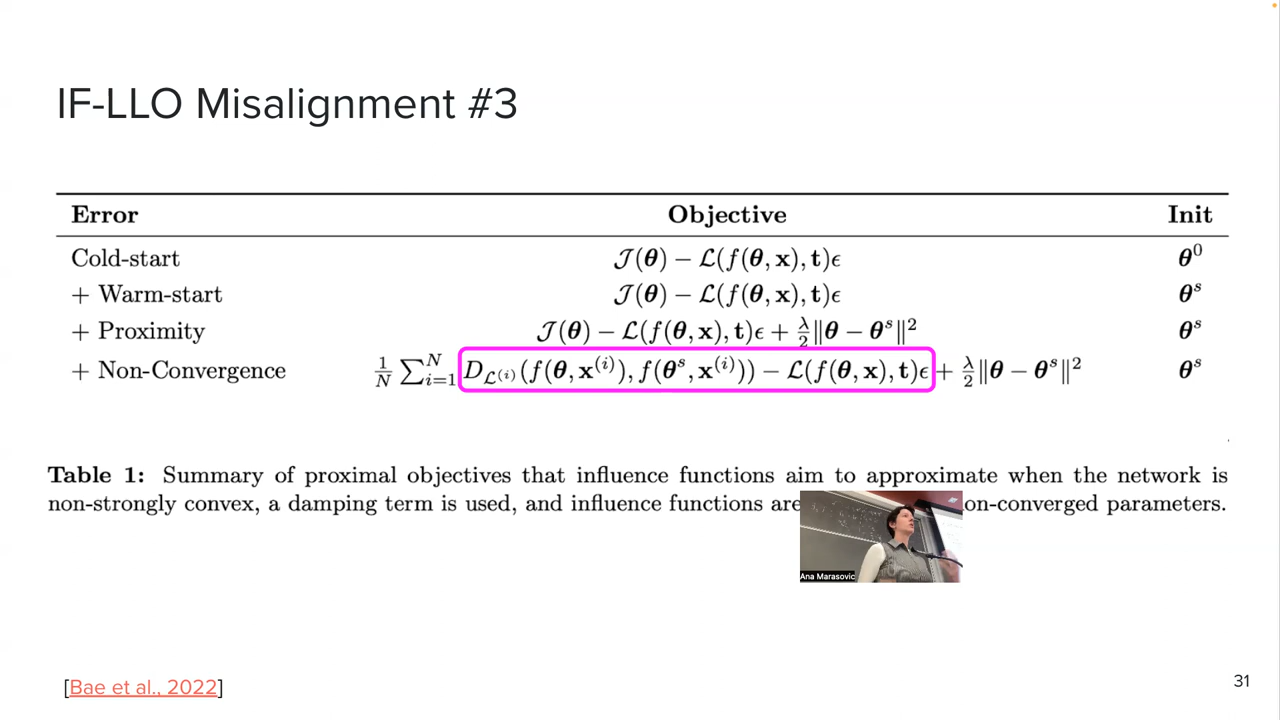 IF-LLO Misalignment #3
Error Objective Init
Cold-start 𝒥(θ) − ℒ(f(θ, x), t)ϵ θ⁰
+ Warm-start 𝒥(θ) − ℒ(f(θ, x), t)ϵ θˢ
+ Proximity 𝒥(θ) − ℒ(f(θ, x), t)ϵ + λ/2‖θ − θˢ‖² θˢ
+ Non-Convergence 1/N ∑ᵢ₌₁ᴺ D_ℒ⁽ⁱ⁾(f(θ, x⁽ⁱ⁾), f(θˢ, x⁽ⁱ⁾)) − ℒ(f(θ, x), t)ϵ + λ/2‖θ − θˢ‖² θˢ
Table 1: Summary of proximal objectives that influence functions aim to approximate when the network is
non-strongly convex, a damping term is used, and influence functions are on-converged parameters.
Ana Marasovic
[Bae et al., 2022]
31